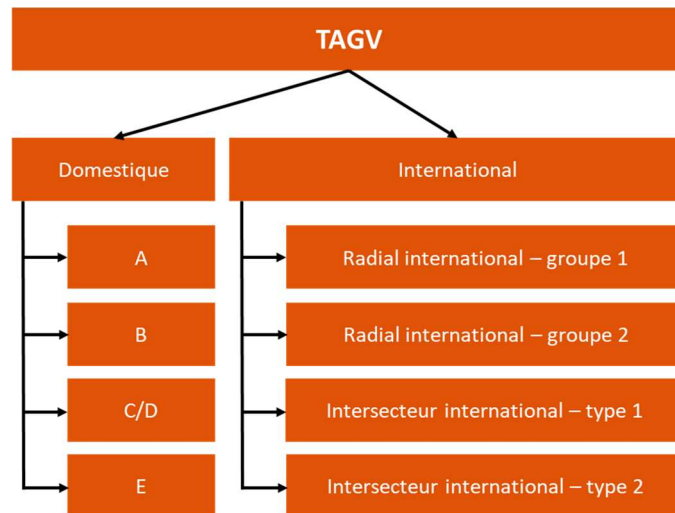 TAGV
Domestique
International
A
Radial international – groupe 1
B
Radial international – groupe 2
C/D
Intersecteur international – type 1
E
Intersecteur international – type 2